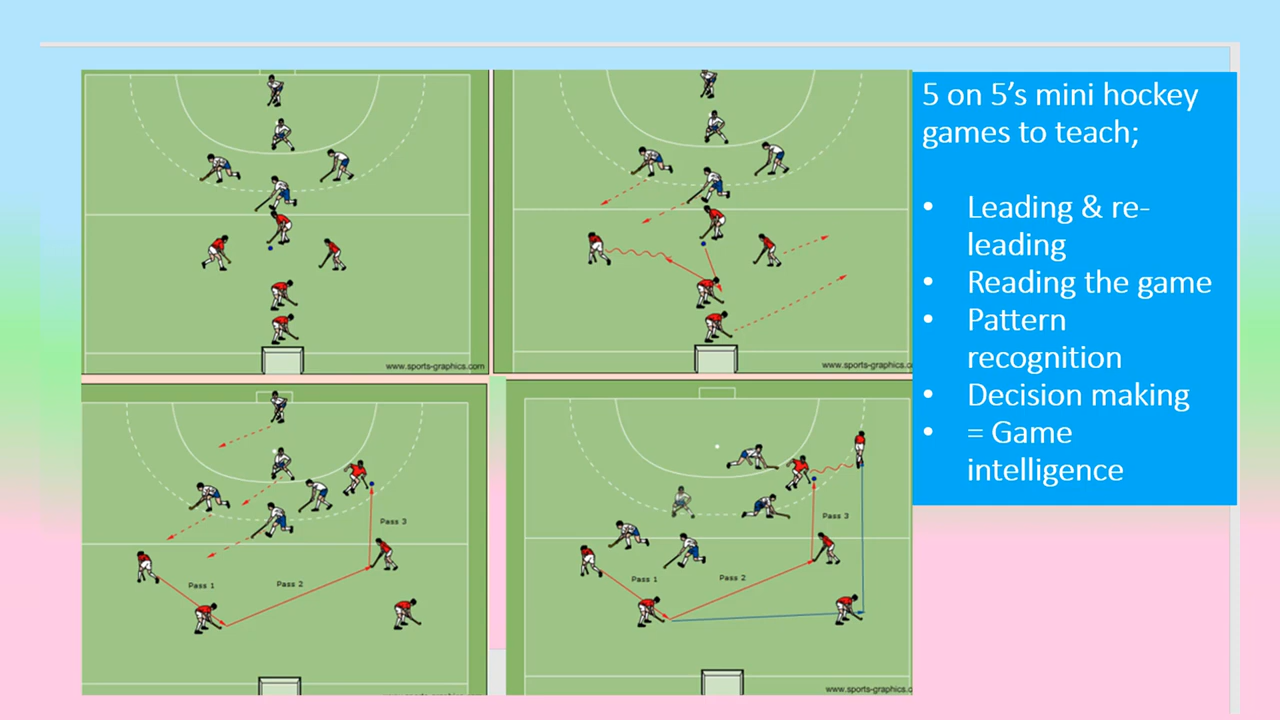 5 on 5's mini hockey
games to teach;
• Leading & re-
leading
• Reading the game
• Pattern
recognition
• Decision making
• = Game
intelligence
www.sports-graphics.com
www.sports-graphics.c
Pass 3
Pass 1
Pass 2
Pass 3
Pass 1
Pass 2
www.sports-graphics.c